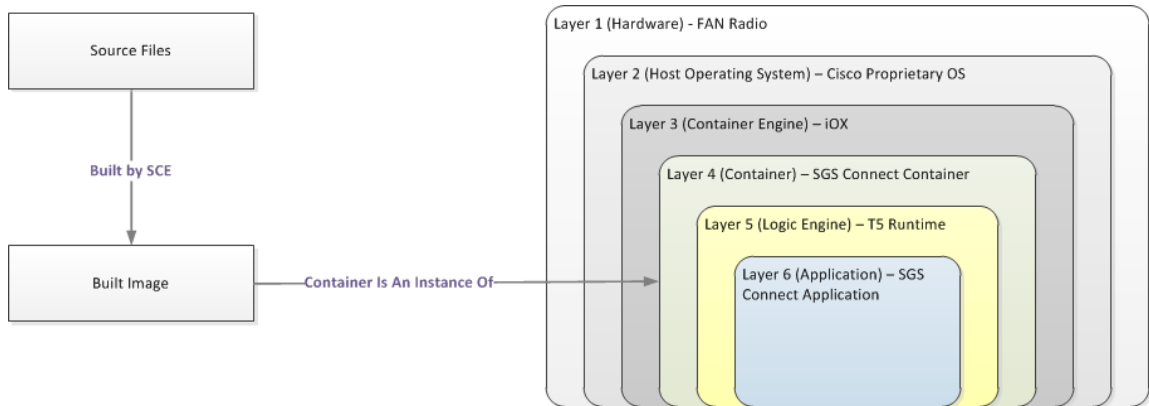 Source Files
Built by SCE
Built Image
Container Is An Instance Of
Layer 1 (Hardware) - FAN Radio
Layer 2 (Host Operating System) – Cisco Proprietary OS
Layer 3 (Container Engine) – iOX
Layer 4 (Container) – SGS Connect Container
Layer 5 (Logic Engine) – T5 Runtime
Layer 6 (Application) – SGS
Connect Application